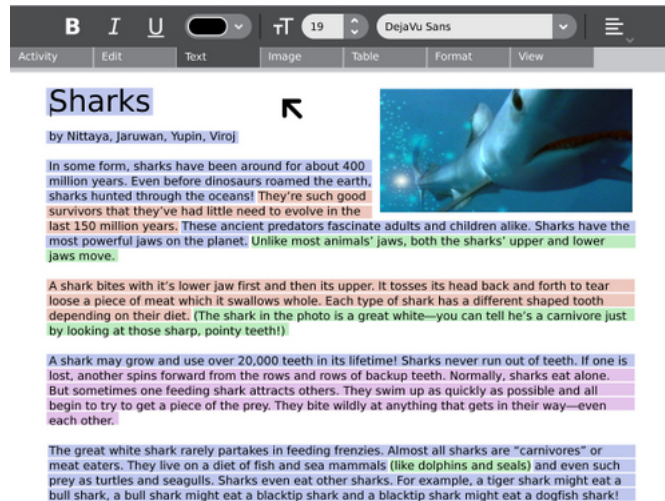 B I U TT 19 DejaVu Sans
Activity Edit Text Image Table Format View
Sharks
by Nittaya, Jaruwan, Yupin, Viroj
In some form, sharks have been around for about 400
million years. Even before dinosaurs roamed the earth,
sharks hunted through the oceans! They're such good
survivors that they've had little need to evolve in the
last 150 million years. These ancient predators fascinate adults and children alike. Sharks have the
most powerful jaws on the planet. Unlike most animals' jaws, both the sharks' upper and lower
jaws move.
A shark bites with it's lower jaw first and then its upper. It tosses its head back and forth to tear
loose a piece of meat which it swallows whole. Each type of shark has a different shaped tooth
depending on their diet. (The shark in the photo is a great white—you can tell he's a carnivore just
by looking at those sharp, pointy teeth!)
A shark may grow and use over 20,000 teeth in its lifetime! Sharks never run out of teeth. If one is
lost, another spins forward from the rows and rows of backup teeth. Normally, sharks eat alone.
But sometimes one feeding shark attracts others. They swim up as quickly as possible and all
begin to try to get a piece of the prey. They bite wildly at anything that gets in their way—even
each other.
The great white shark rarely partakes in feeding frenzies. Almost all sharks are “carnivores” or
meat eaters. They live on a diet of fish and sea mammals (like dolphins and seals) and even such
prey as turtles and seagulls. Sharks even eat other sharks. For example, a tiger shark might eat a
bull shark, a bull shark might eat a blacktip shark and a blacktip shark might eat a dogfish shark!